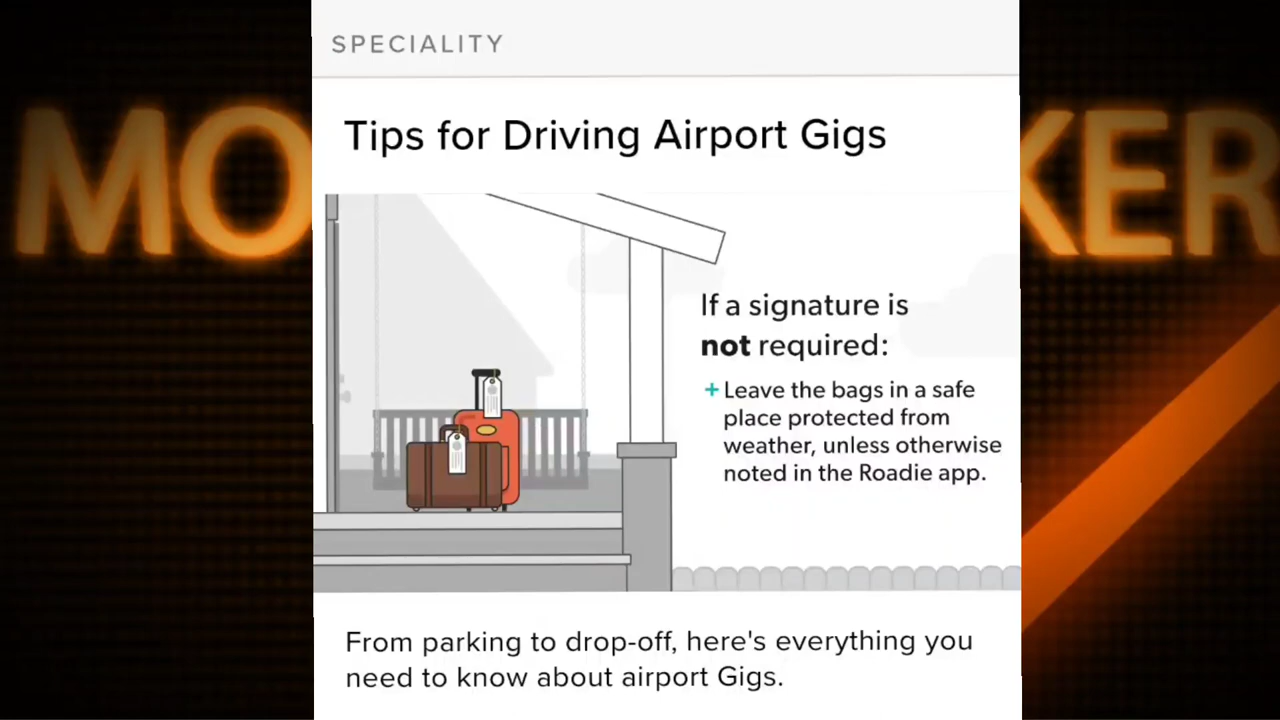 SPECIALITY
Tips for Driving Airport Gigs
If a signature is
not required:
+ Leave the bags in a safe
place protected from
weather, unless otherwise
noted in the Roadie app.
From parking to drop-off, here's everything you
need to know about airport Gigs.
MO
KER